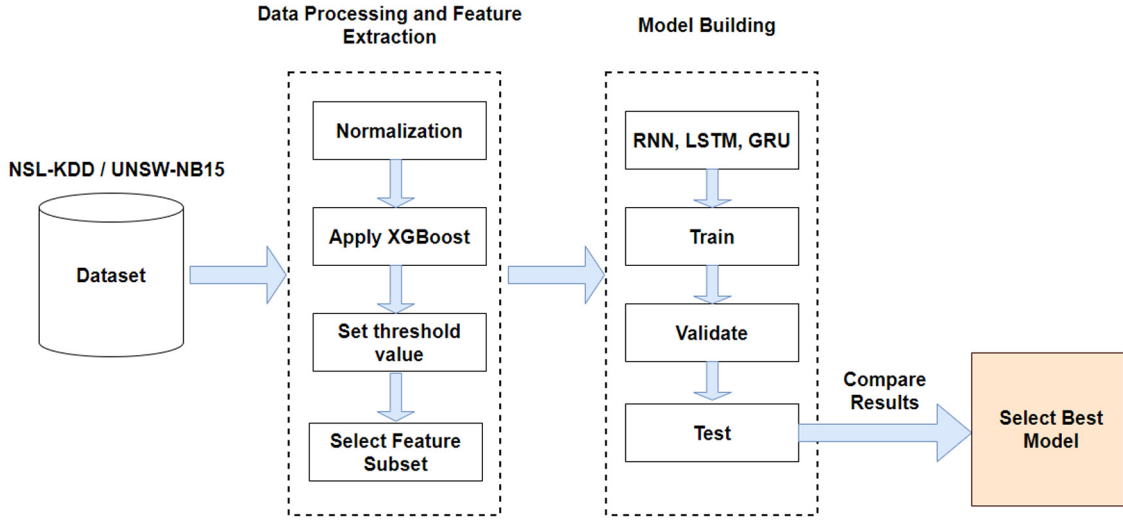 Data Processing and Feature
Extraction
Model Building
NSL-KDD / UNSW-NB15
Dataset
Normalization
Apply XGBoost
Set threshold
value
Select Feature
Subset
RNN, LSTM, GRU
Train
Validate
Test
Compare
Results
Select Best
Model